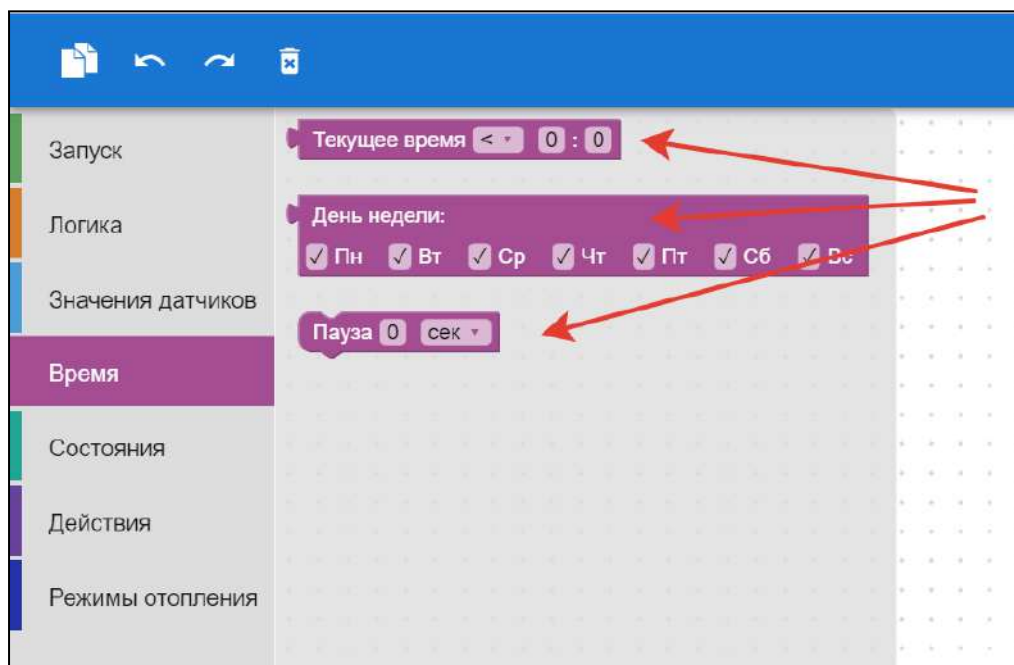 Запуск
Логика
Значения датчиков
Время
Состояния
Действия
Режимы отопления
Текущее время < 0 : 0
День недели:
✓ Пн ✓ Вт ✓ Ср ✓ Чт ✓ Пт ✓ Сб ✓ Вс
Пауза 0 сек